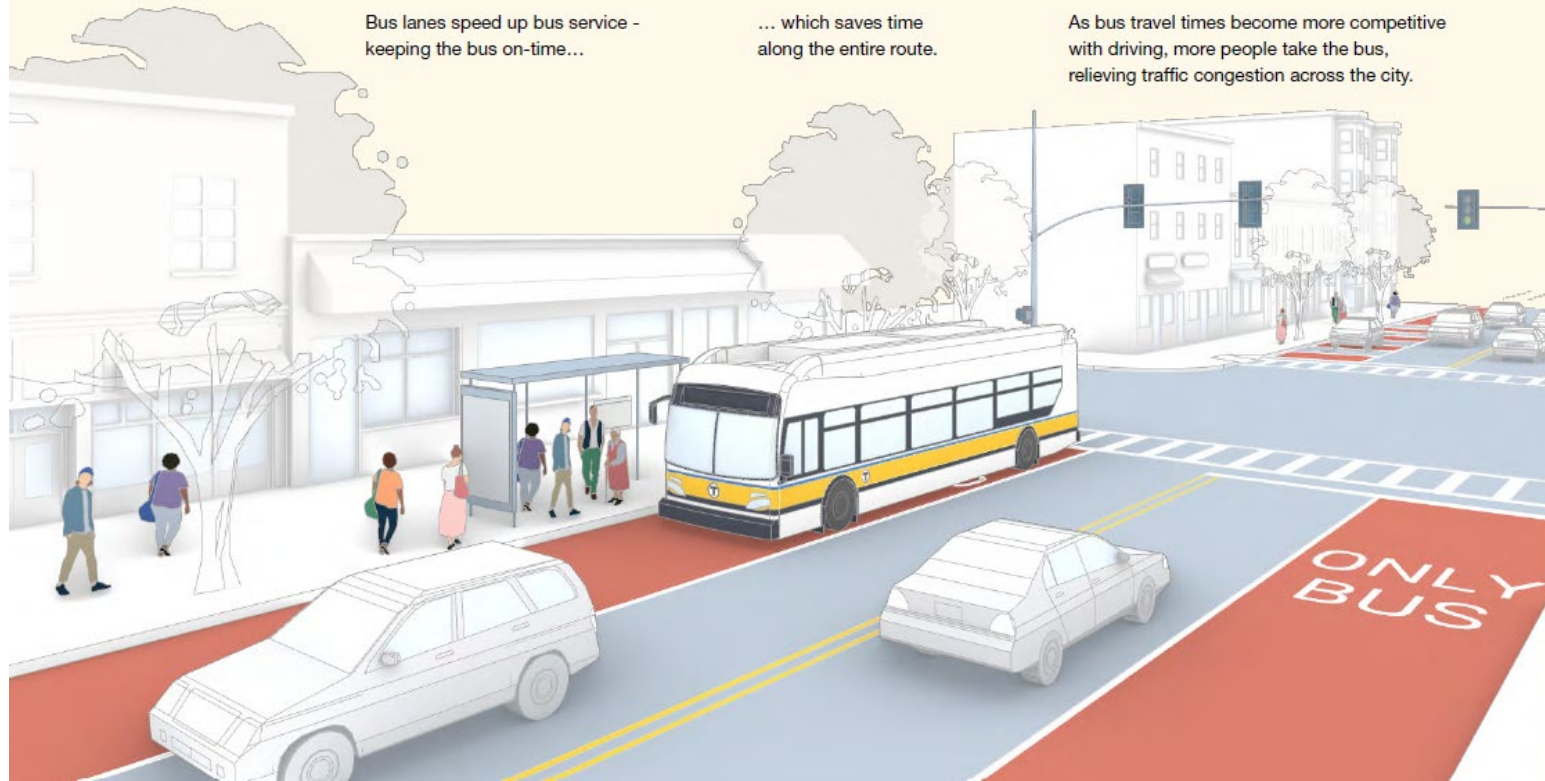 Bus lanes speed up bus service -
keeping the bus on-time...
... which saves time
along the entire route.
As bus travel times become more competitive
with driving, more people take the bus,
relieving traffic congestion across the city.
T
T
ONLY
BUS